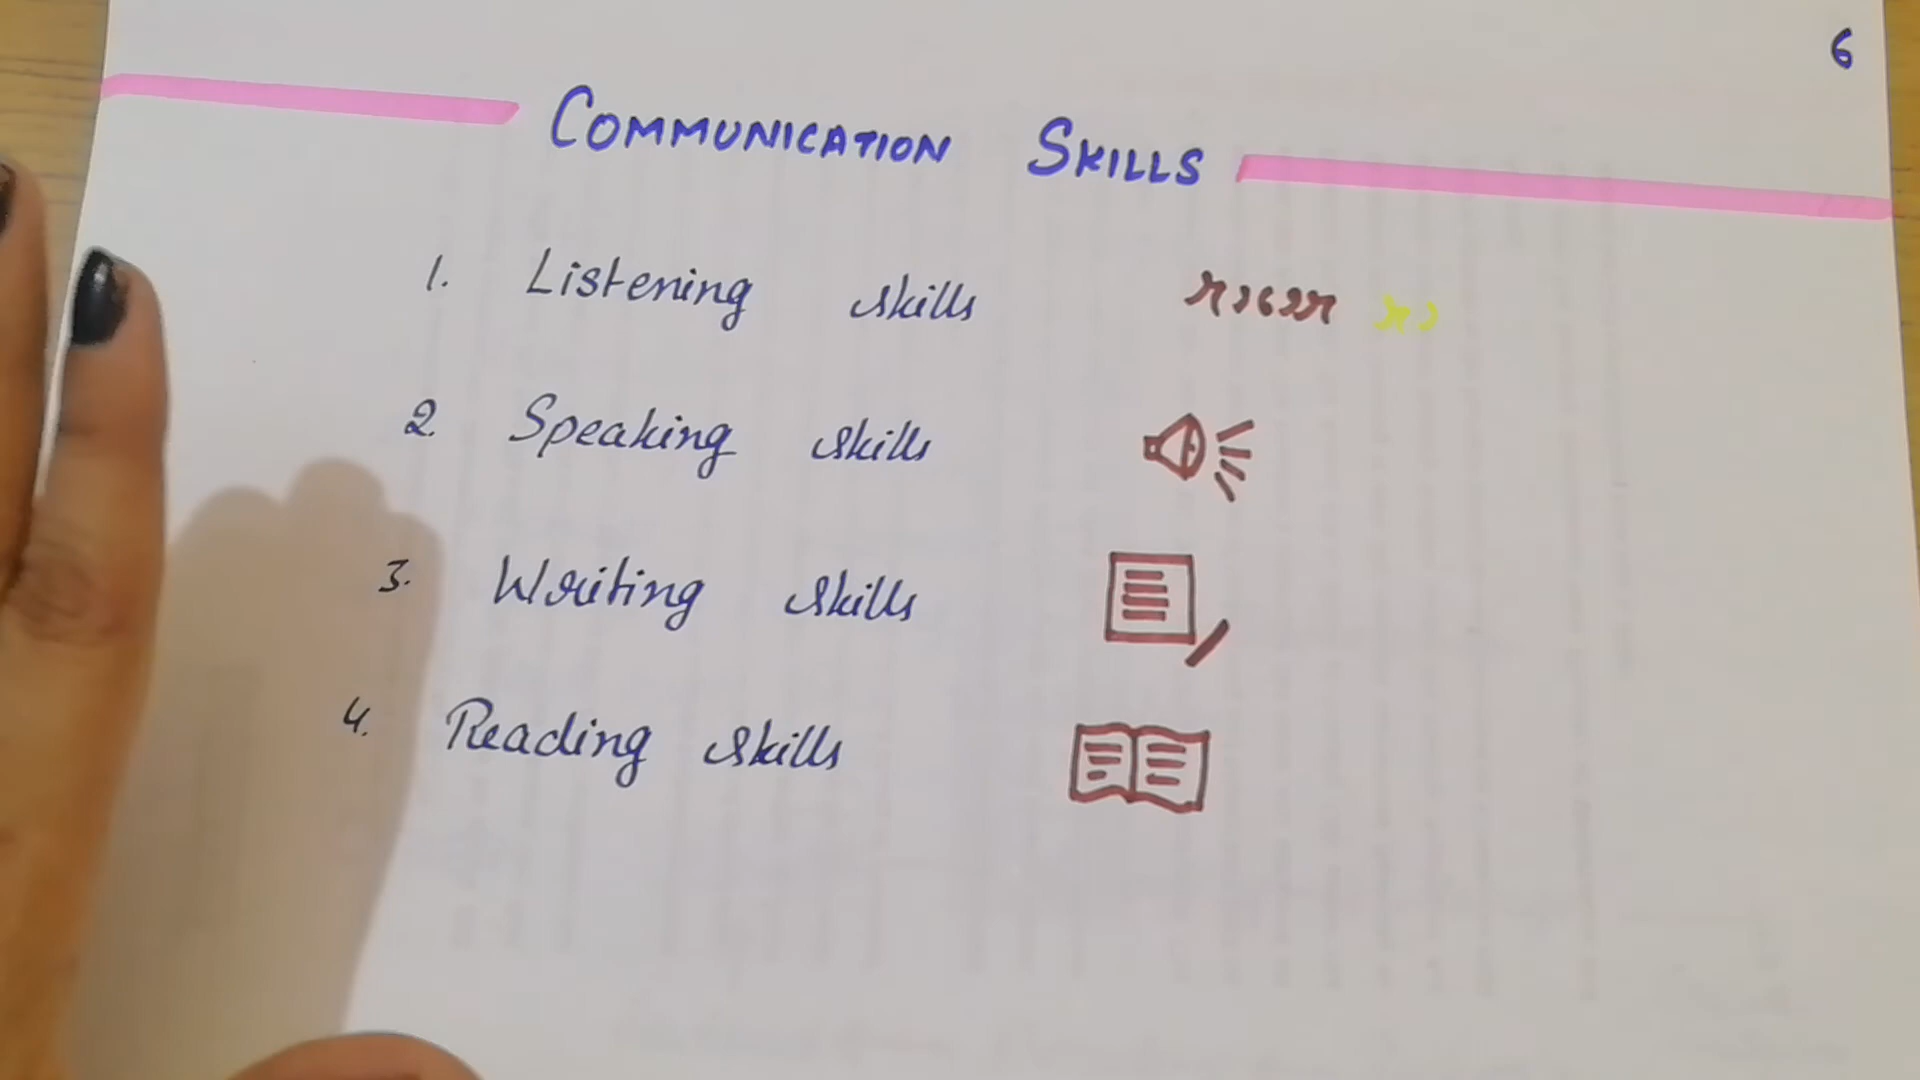 6
COMMUNICATION SKILLS
1. Listening skills
2. Speaking skills
3. Writing skills
4. Reading skills